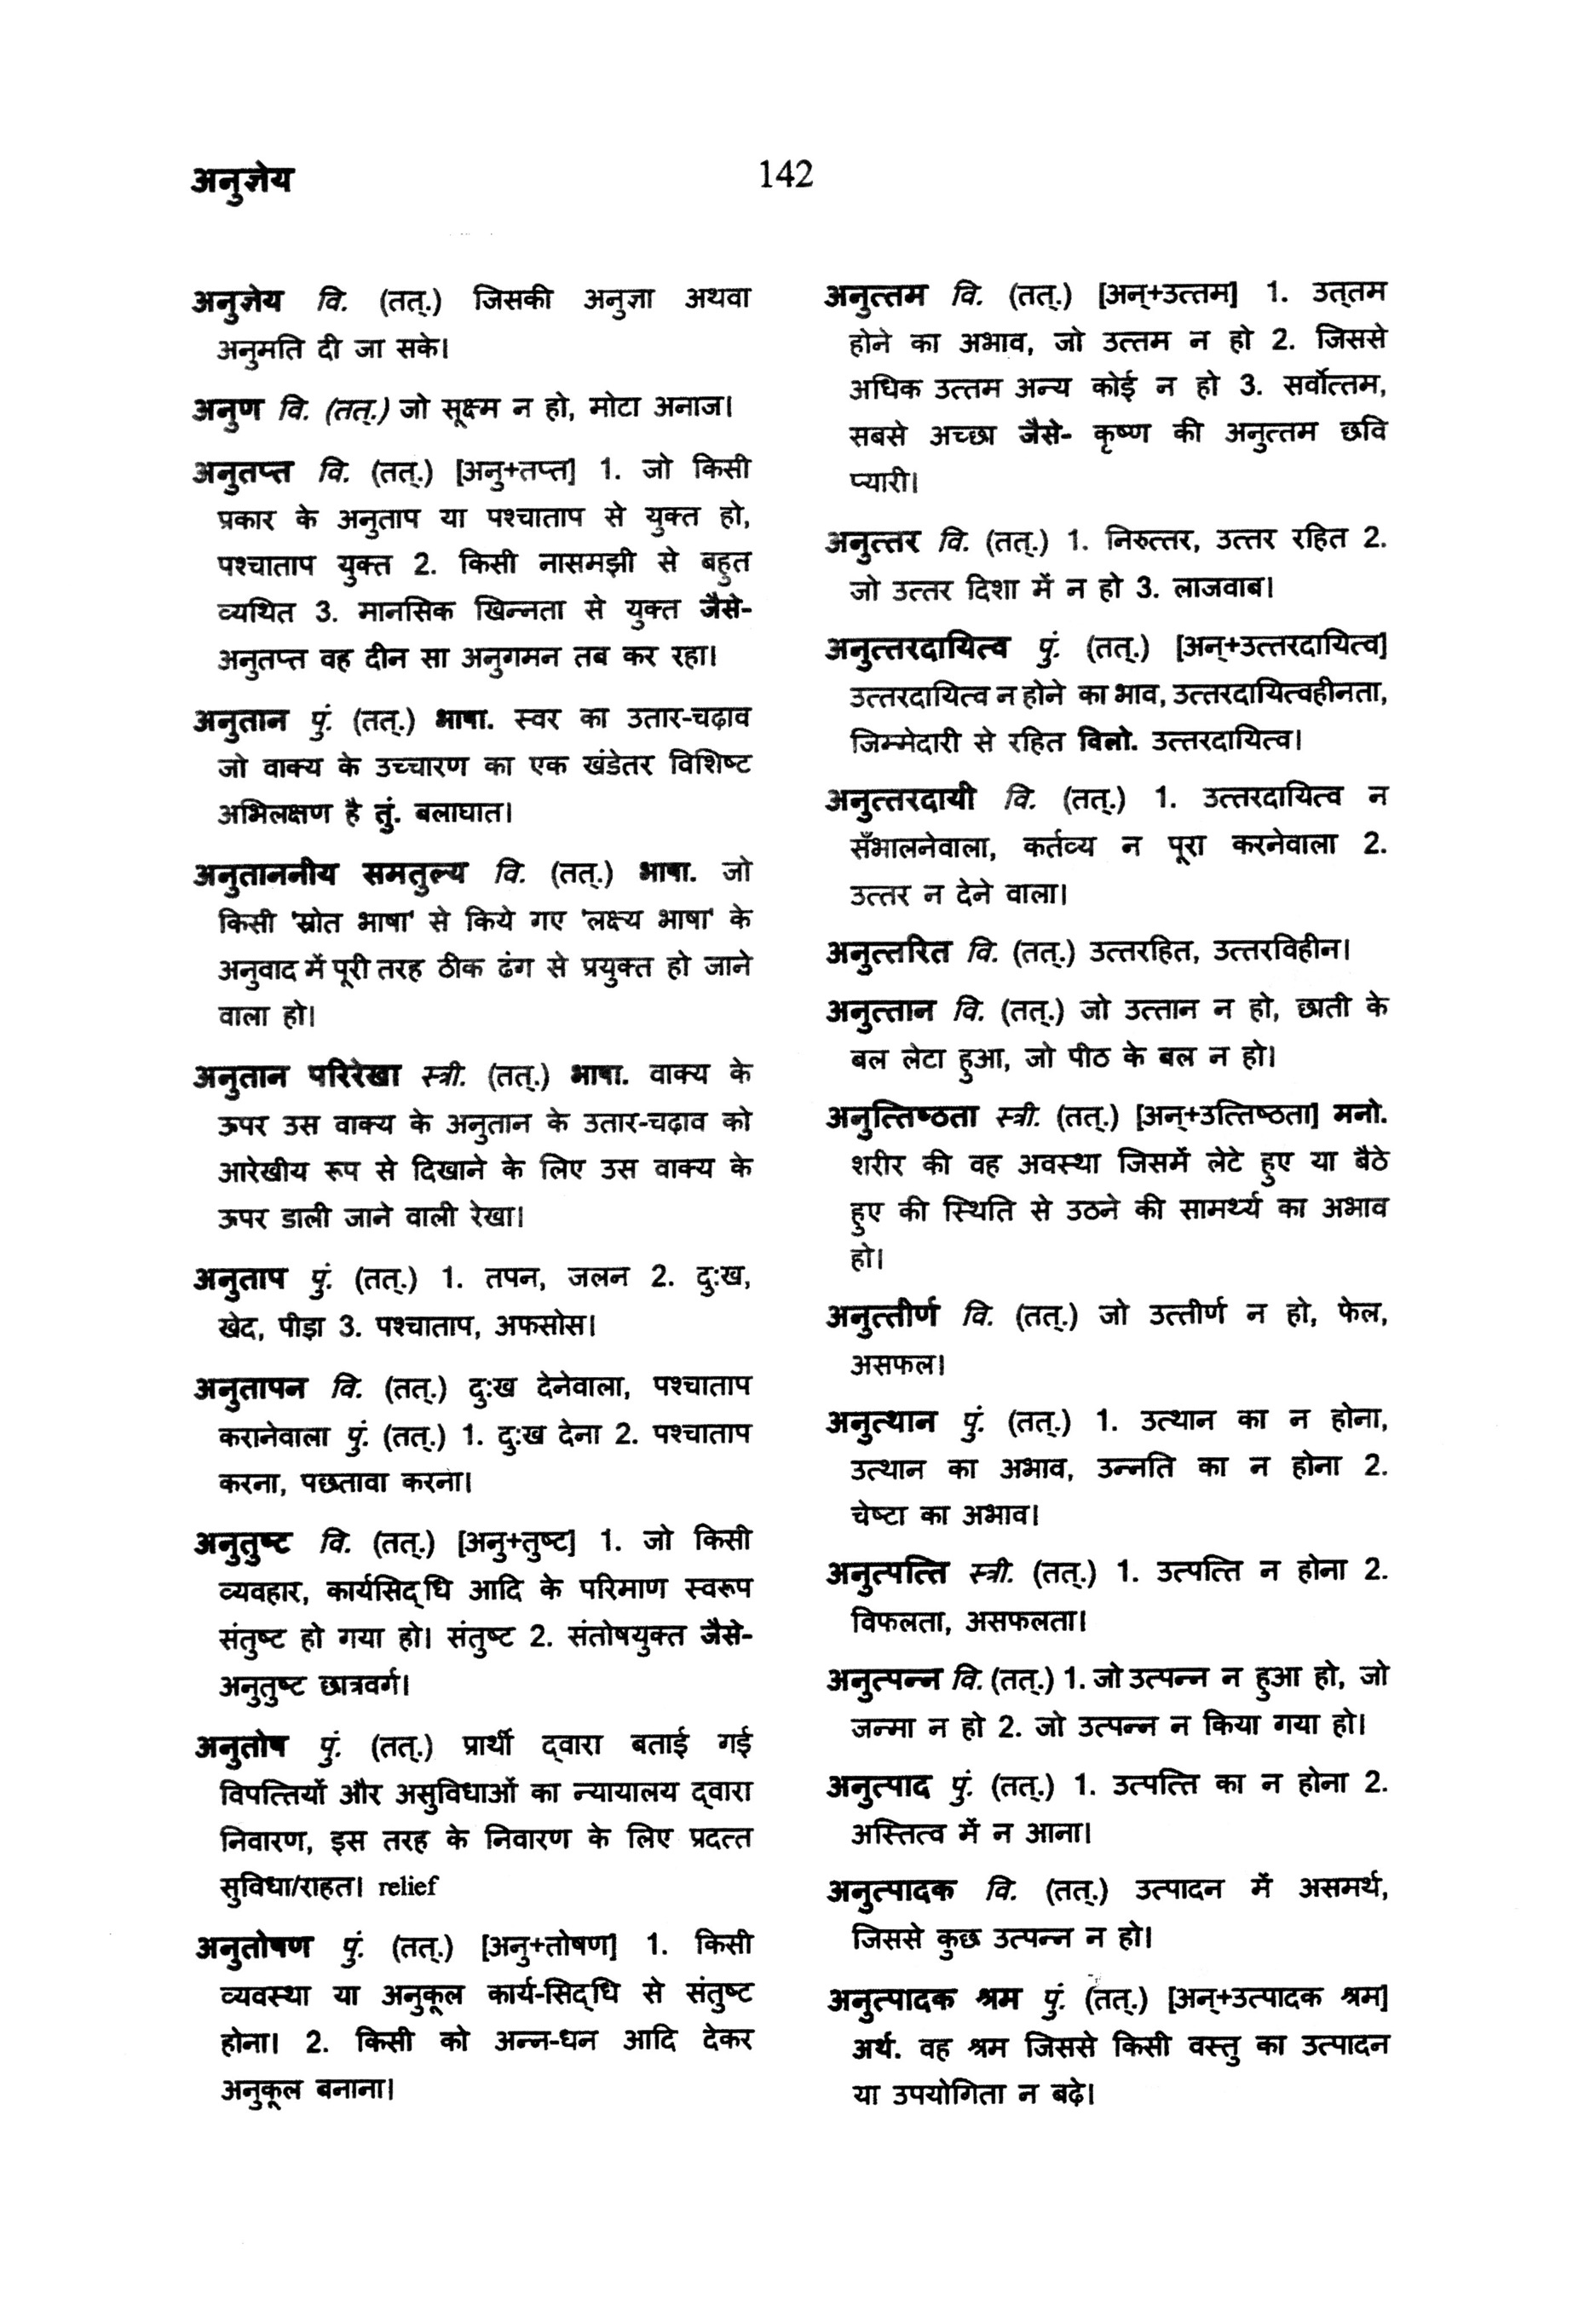 अनुज्ञेय
142
अनुज्ञेय वि. (तत्.) जिसकी अनुज्ञा अथवा
अनुमति दी जा सके।
अनुण वि. (तत्.) जो सूक्ष्म न हो, मोटा अनाज।
अनुतप्त वि. (तत्.) [अनु+तप्त] 1. जो किसी
प्रकार के अनुताप या पश्चाताप से युक्त हो,
पश्चाताप युक्त 2. किसी नासमझी से बहुत
व्यथित 3. मानसिक खिन्नता से युक्त जैसे-
अनुतप्त वह दीन सा अनुगमन तब कर रहा।
अनुतान पुं. (तत्.) भाषा. स्वर का उतार-चढ़ाव
जो वाक्य के उच्चारण का एक खंडेतर विशिष्ट
अभिलक्षण है तुं. बलाघात।
अनुताननीय समतुल्य वि. (तत्.) भाषा. जो
किसी 'स्रोत भाषा' से किये गए 'लक्ष्य भाषा' के
अनुवाद में पूरी तरह ठीक ढंग से प्रयुक्त हो जाने
वाला हो।
अनुतान परिरेखा स्त्री. (तत्.) भाषा. वाक्य के
ऊपर उस वाक्य के अनुतान के उतार-चढ़ाव को
आरेखीय रूप से दिखाने के लिए उस वाक्य के
ऊपर डाली जाने वाली रेखा।
अनुताप पुं. (तत्.) 1. तपन, जलन 2. दु:ख,
खेद, पीड़ा 3. पश्चाताप, अफसोस।
अनुतापन वि. (तत्.) दु:ख देनेवाला, पश्चाताप
करानेवाला पुं. (तत्.) 1. दु:ख देना 2. पश्चाताप
करना, पछतावा करना।
अनुतुष्ट वि. (तत्.) [अनु+तुष्ट] 1. जो किसी
व्यवहार, कार्यसिद्धि आदि के परिमाण स्वरूप
संतुष्ट हो गया हो। संतुष्ट 2. संतोषयुक्त जैसे-
अनुतुष्ट छात्रवर्ग।
अनुतोष पुं. (तत्.) प्रार्थी द्वारा बताई गई
विपत्तियों और असुविधाओं का न्यायालय द्वारा
निवारण, इस तरह के निवारण के लिए प्रदत्त
सुविधा/राहत। relief
अनुतोषण पुं. (तत्.) [अनु+तोषण] 1. किसी
व्यवस्था या अनुकूल कार्य-सिद्धि से संतुष्ट
होना। 2. किसी को अन्न-धन आदि देकर
अनुकूल बनाना।
अनुत्तम वि. (तत्.) [अन्+उत्तम] 1. उत्तम
होने का अभाव, जो उत्तम न हो 2. जिससे
अधिक उत्तम अन्य कोई न हो 3. सर्वोत्तम,
सबसे अच्छा जैसे- कृष्ण की अनुत्तम छवि
प्यारी।
अनुत्तर वि. (तत्.) 1. निरुत्तर, उत्तर रहित 2.
जो उत्तर दिशा में न हो 3. लाजवाब।
अनुत्तरदायित्व पुं. (तत्.) [अन्+उत्तरदायित्व]
उत्तरदायित्व न होने का भाव, उत्तरदायित्वहीनता,
जिम्मेदारी से रहित विलो. उत्तरदायित्व।
अनुत्तरदायी वि. (तत्.) 1. उत्तरदायित्व न
सँभालनेवाला, कर्तव्य न पूरा करनेवाला 2.
उत्तर न देने वाला।
अनुत्तरित वि. (तत्.) उत्तरहित, उत्तरविहीन।
अनुत्तान वि. (तत्.) जो उत्तान न हो, छाती के
बल लेटा हुआ, जो पीठ के बल न हो।
अनुत्तिष्ठता स्त्री. (तत्.) [अन्+उत्तिष्ठता] मनो.
शरीर की वह अवस्था जिसमें लेटे हुए या बैठे
हुए की स्थिति से उठने की सामर्थ्य का अभाव
हो।
अनुत्तीर्ण वि. (तत्.) जो उत्तीर्ण न हो, फेल,
असफल।
अनुत्थान पुं. (तत्.) 1. उत्थान का न होना,
उत्थान का अभाव, उन्नति का न होना 2.
चेष्टा का अभाव।
अनुत्पत्ति स्त्री. (तत्.) 1. उत्पत्ति न होना 2.
विफलता, असफलता।
अनुत्पन्न वि. (तत्.) 1. जो उत्पन्न न हुआ हो, जो
जन्मा न हो 2. जो उत्पन्न न किया गया हो।
अनुत्पाद पुं. (तत्.) 1. उत्पत्ति का न होना 2.
अस्तित्व में न आना।
अनुत्पादक वि. (तत्.) उत्पादन में असमर्थ,
जिससे कुछ उत्पन्न न हो।
अनुत्पादक श्रम पुं. (तत्.) [अन्+उत्पादक श्रम]
अर्थ. वह श्रम जिससे किसी वस्तु का उत्पादन
या उपयोगिता न बढ़े।